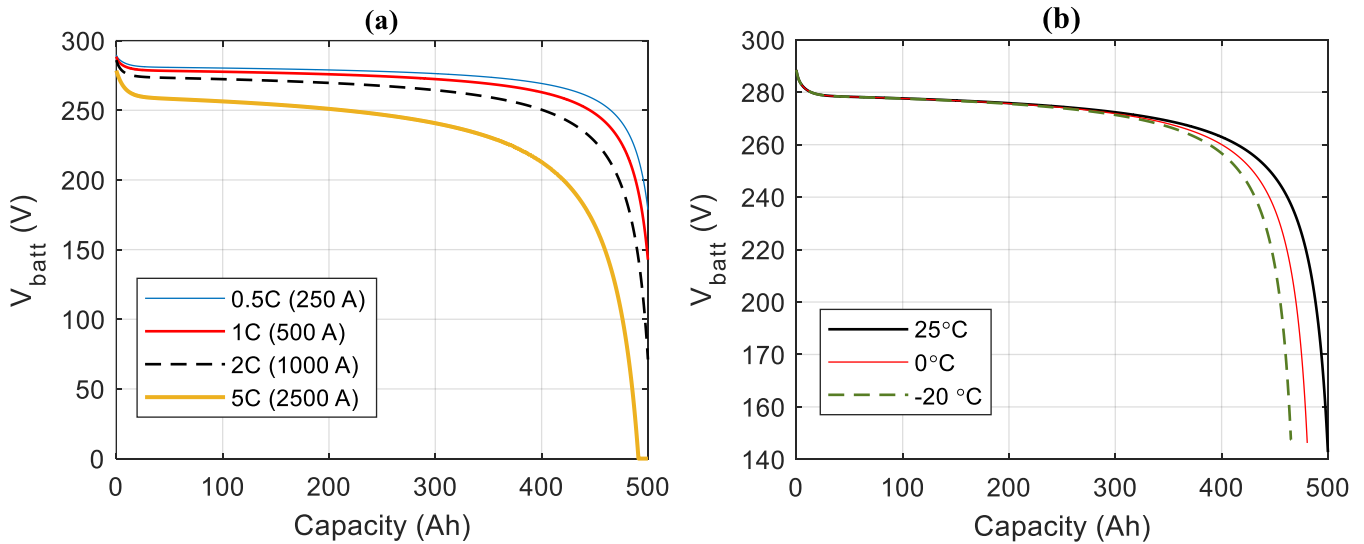 (a)
300
250
200
150
100
50
0
V_batt (V)
0.5C (250 A)
1C (500 A)
2C (1000 A)
5C (2500 A)
0 100 200 300 400 500
Capacity (Ah)
(b)
300
280
260
240
220
200
170
160
140
V_batt (V)
25°C
0°C
-20 °C
0 100 200 300 400 500
Capacity (Ah)